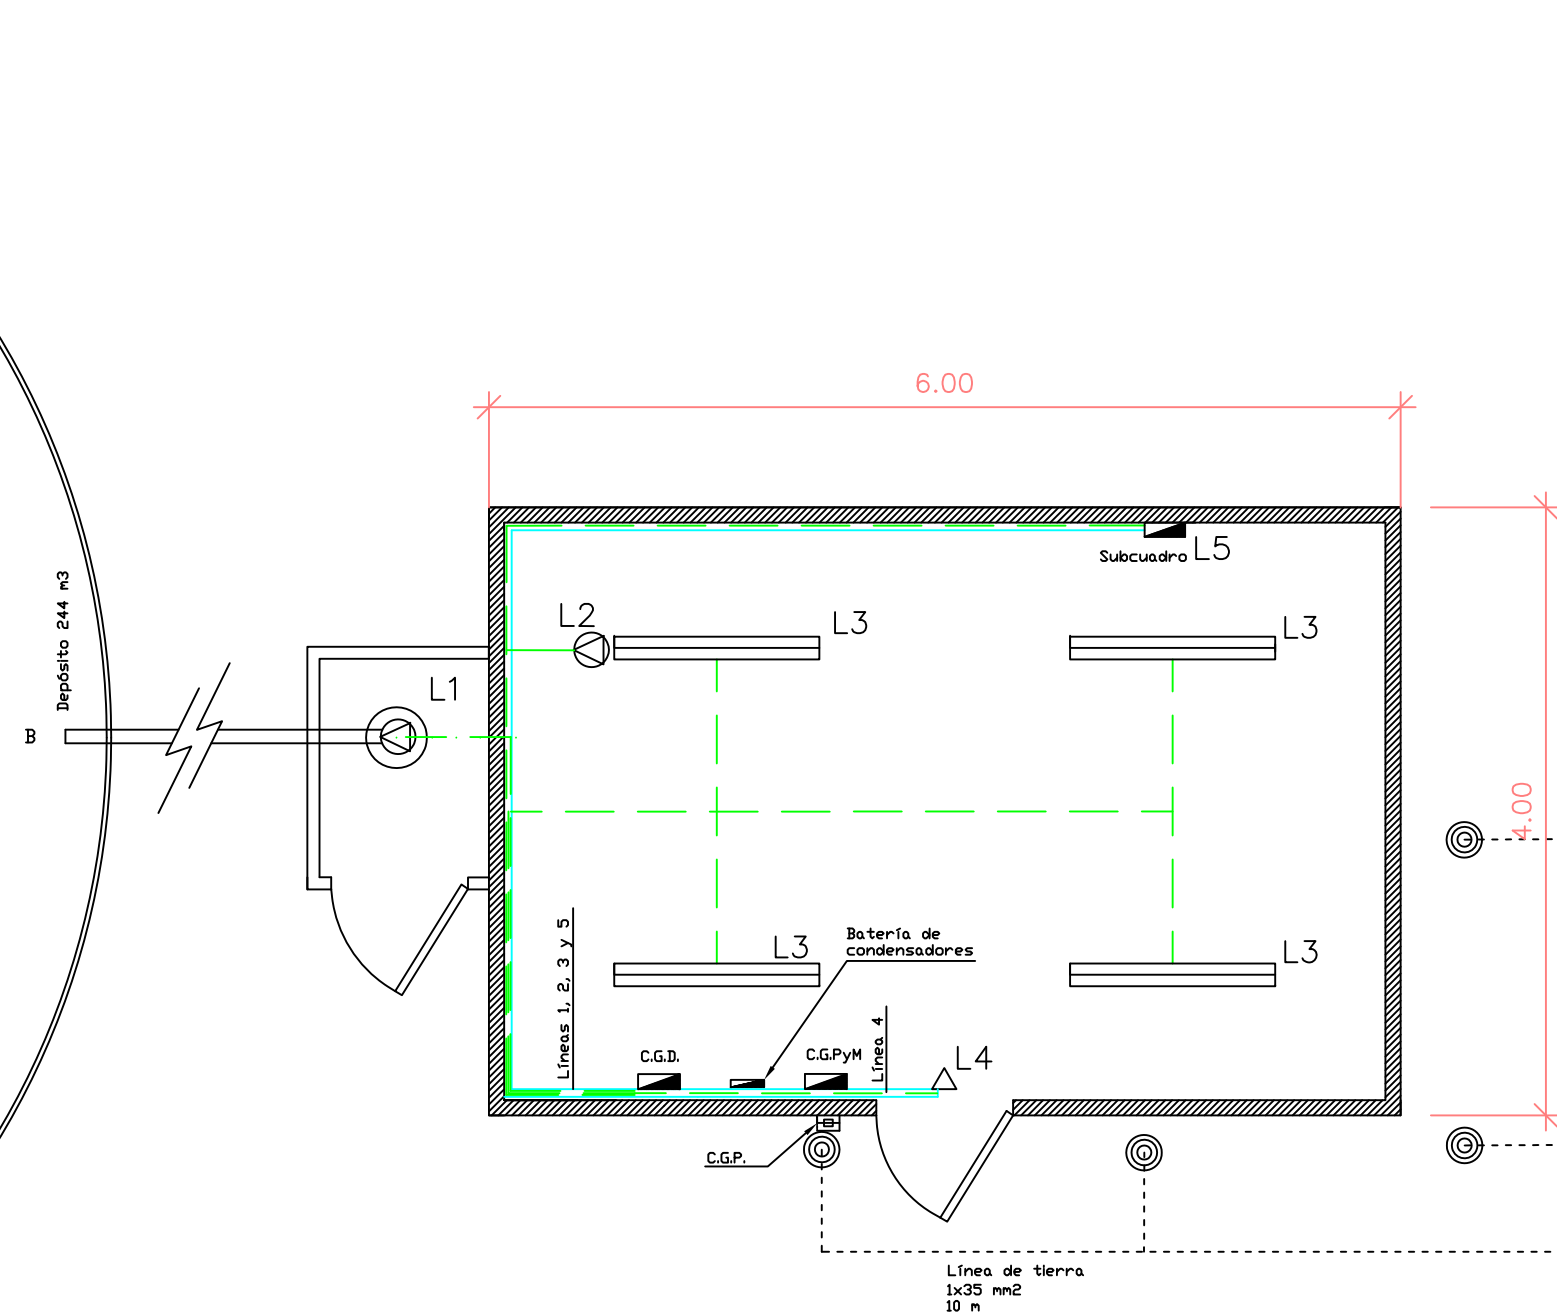 6.00
L5
Subcuadro
Depósito 244 m3
L2
L3
L3
L1
B
4.00
Líneas 1, 2, 3 y 5
L3
Batería de
condensadores
L3
Línea 4
C.G.D.
C.G.PyM
L4
C.G.P.
Línea de tierra
1x35 mm2
10 m